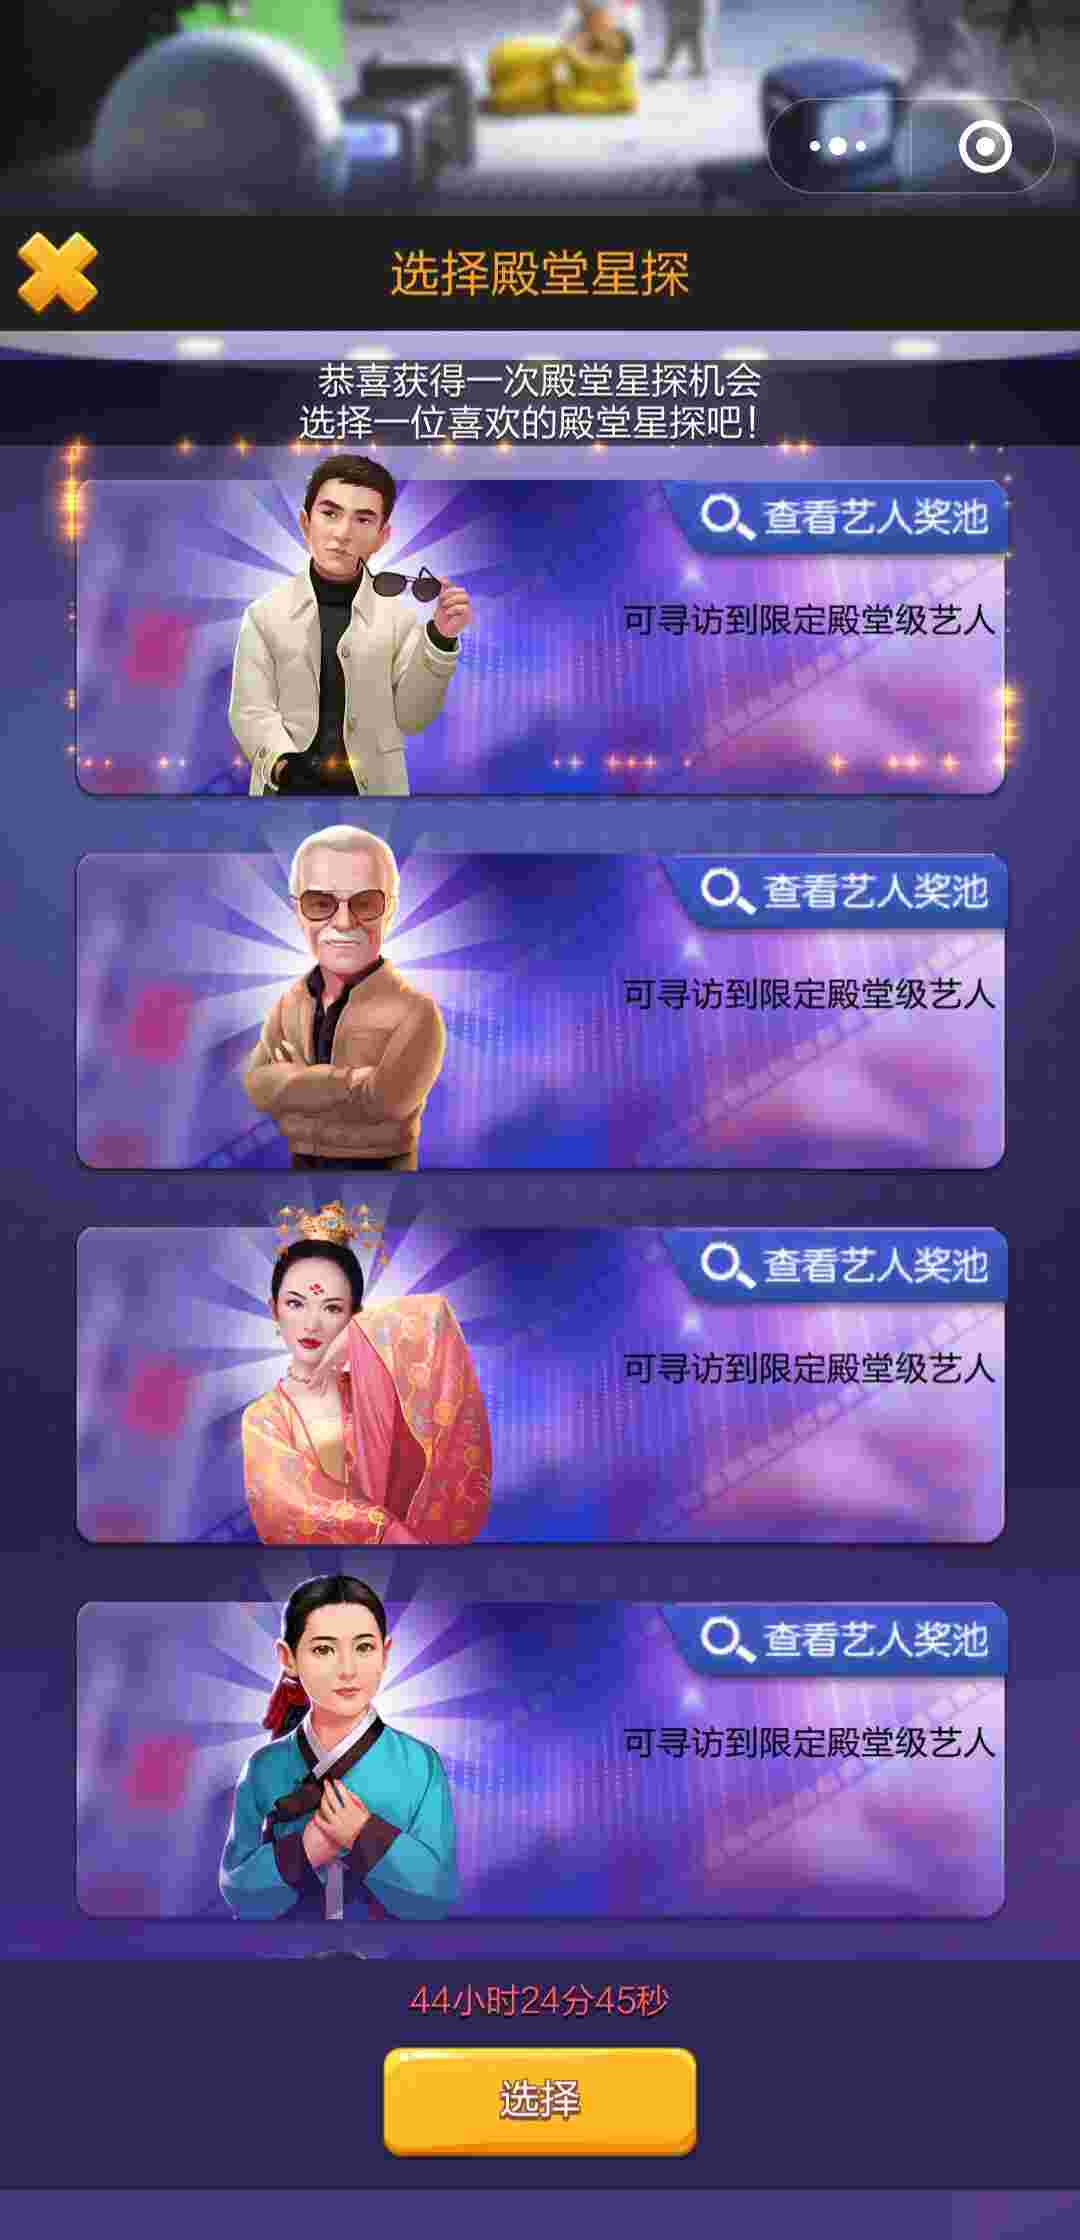 选择殿堂星探
恭喜获得一次殿堂星探机会
选择一位喜欢的殿堂星探吧！
查看艺人奖池
可寻访到限定殿堂级艺人
查看艺人奖池
可寻访到限定殿堂级艺人
查看艺人奖池
可寻访到限定殿堂级艺人
查看艺人奖池
可寻访到限定殿堂级艺人
44小时24分45秒
选择